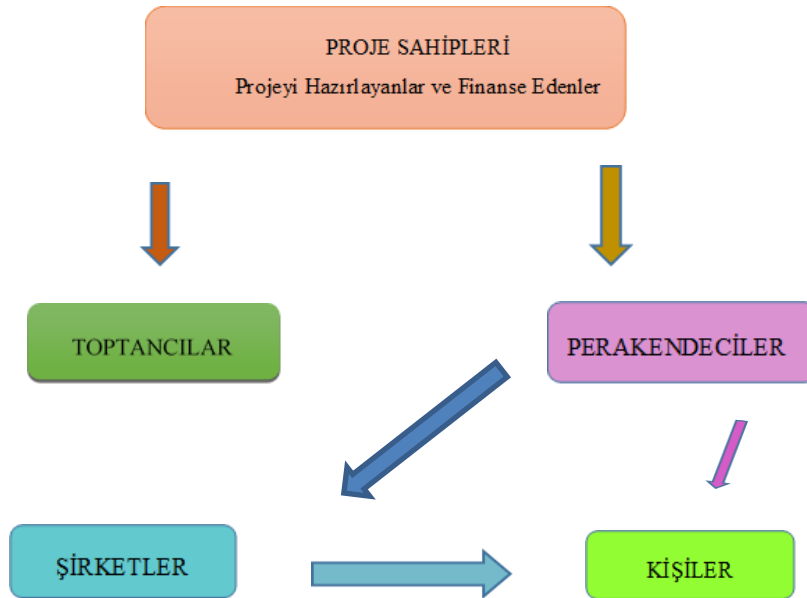 PROJE SAHİPLERİ
Projeyi Hazırlayanlar ve Finanse Edenler
TOPTANCILAR
PERAKENDECİLER
ŞİRKETLER
KİŞİLER